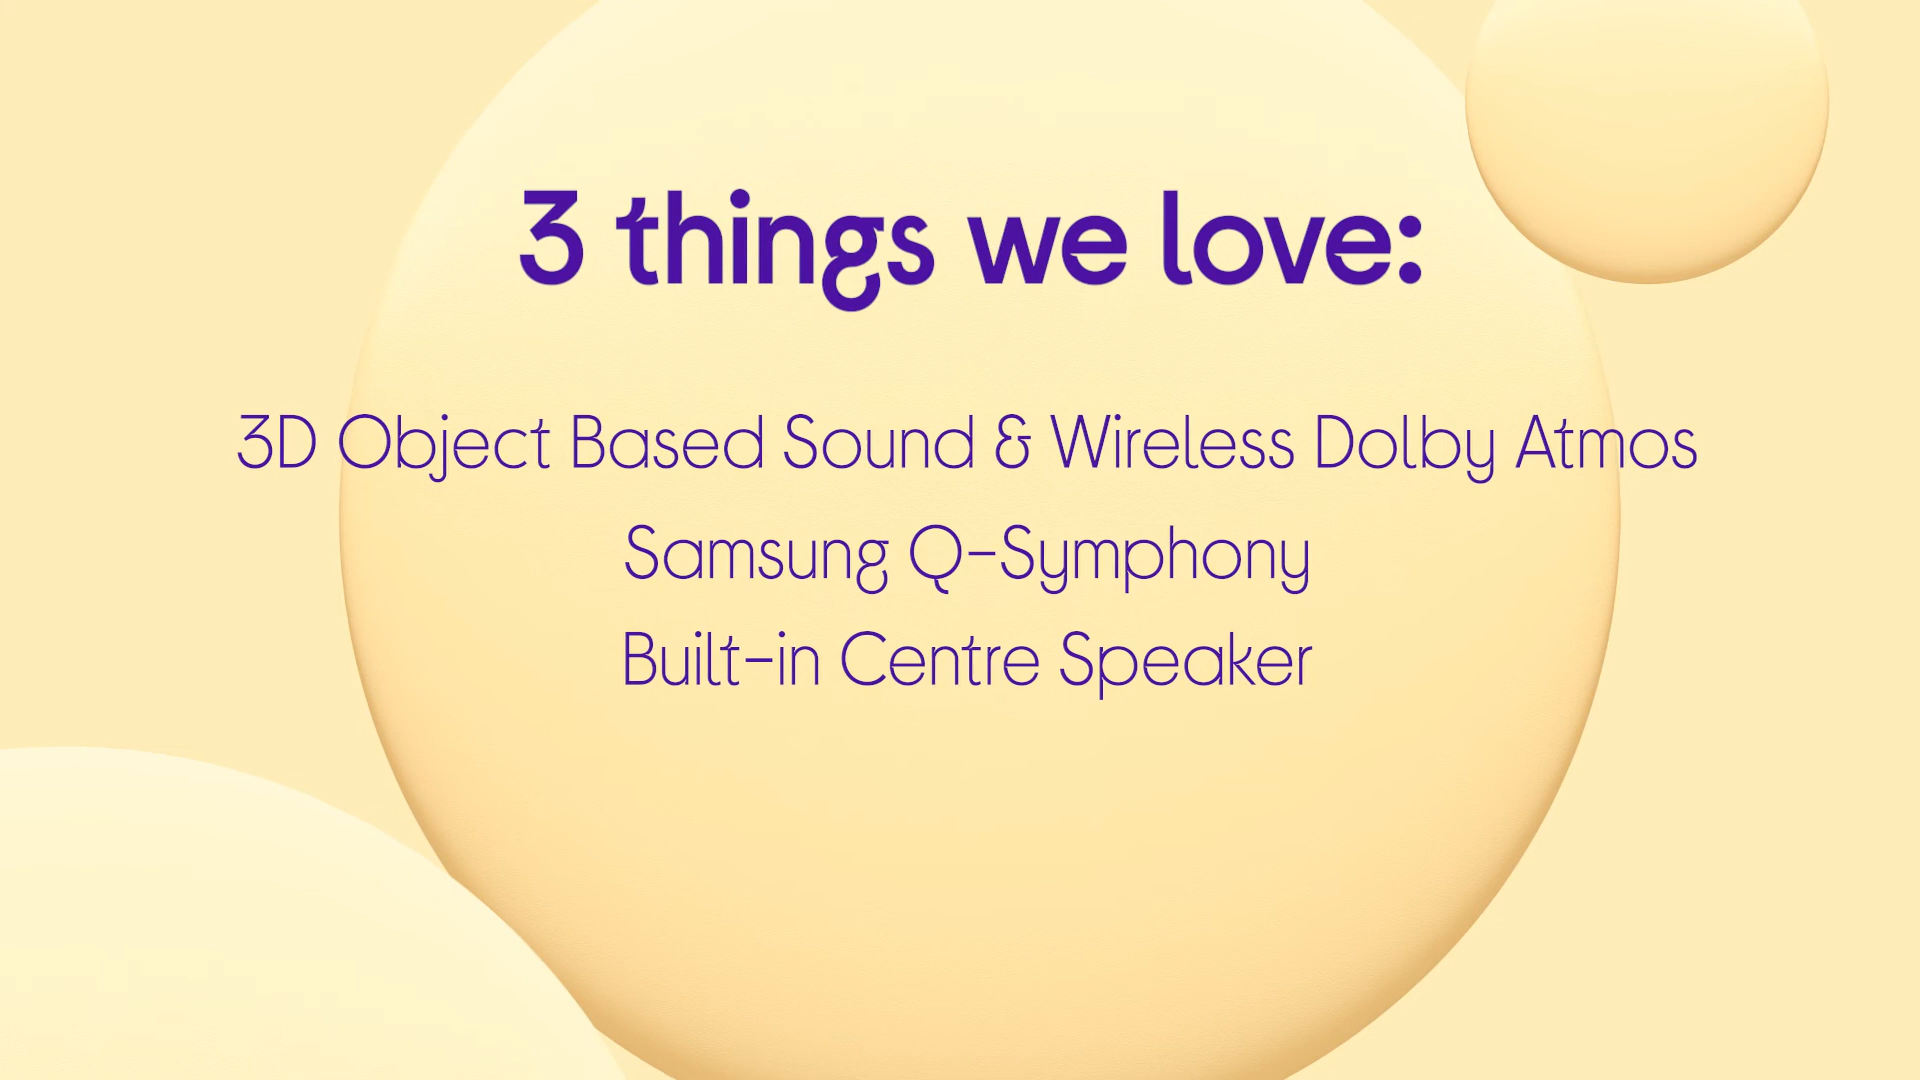 3 things we love:
3D Object Based Sound & Wireless Dolby Atmos
Samsung Q-Symphony
Built-in Centre Speaker